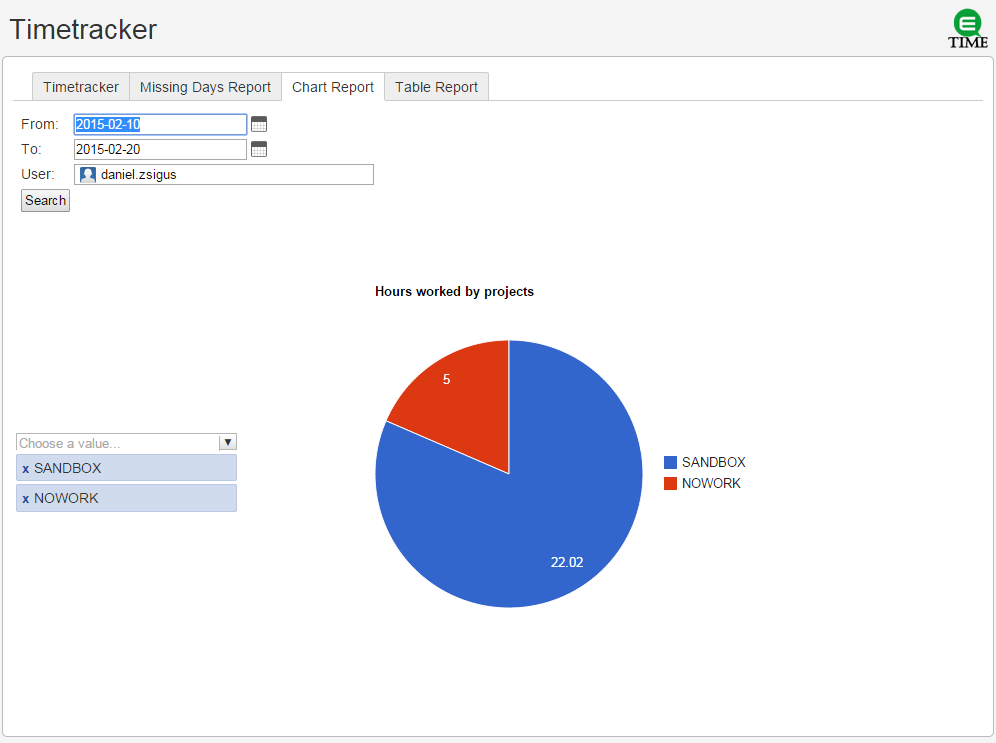 Timetracker
TIME
Timetracker Missing Days Report Chart Report Table Report
From: 2015-02-10
To: 2015-02-20
User: daniel.zsigus
Search
Hours worked by projects
5
Choose a value...
x SANDBOX
x NOWORK
22.02
SANDBOX
NOWORK